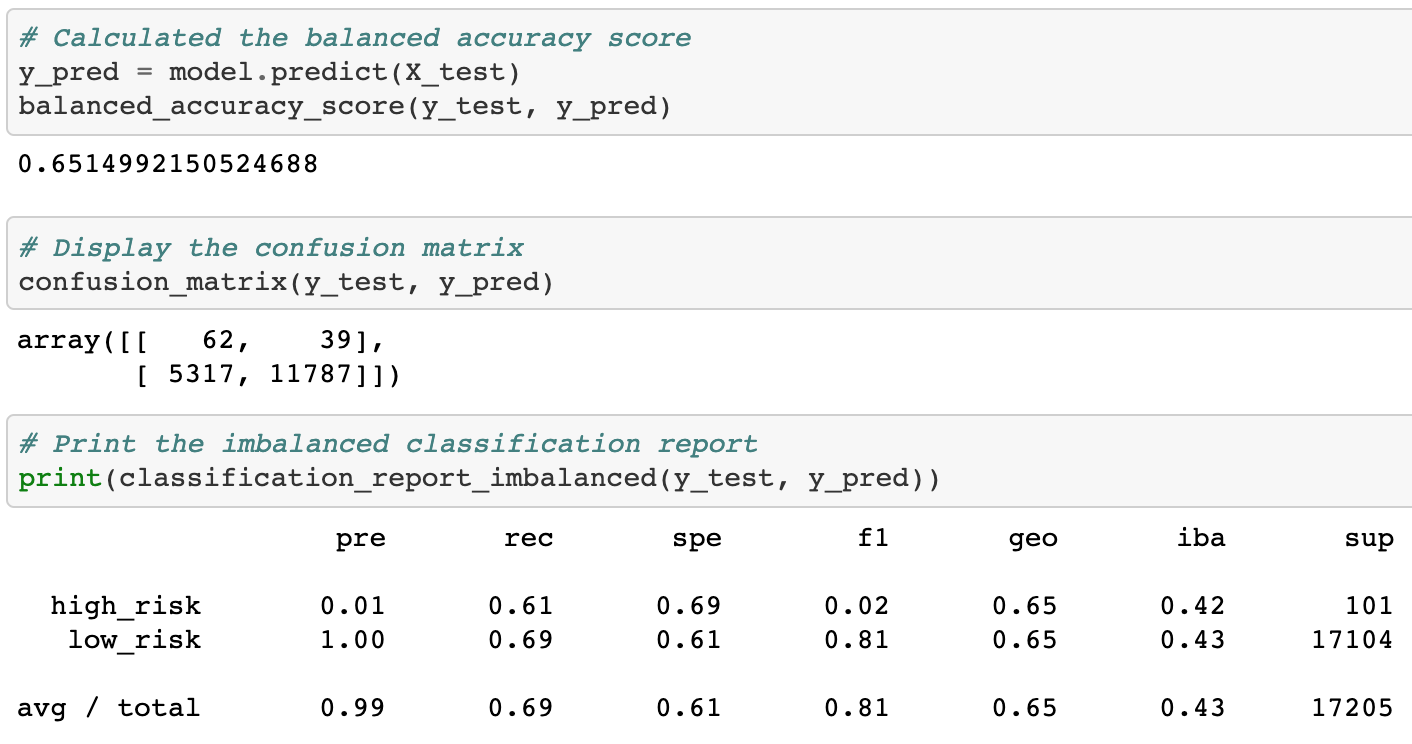 # Calculated the balanced accuracy score
y_pred = model.predict(X_test)
balanced_accuracy_score(y_test, y_pred)
0.6514992150524688
# Display the confusion matrix
confusion_matrix(y_test, y_pred)
array([[   62,    39],
       [ 5317, 11787]])
# Print the imbalanced classification report
print(classification_report_imbalanced(y_test, y_pred))
                   pre       rec       spe        f1       geo       iba       sup
  high_risk       0.01      0.61      0.69      0.02      0.65      0.42       101
   low_risk       1.00      0.69      0.61      0.81      0.65      0.43     17104
avg / total       0.99      0.69      0.61      0.81      0.65      0.43     17205